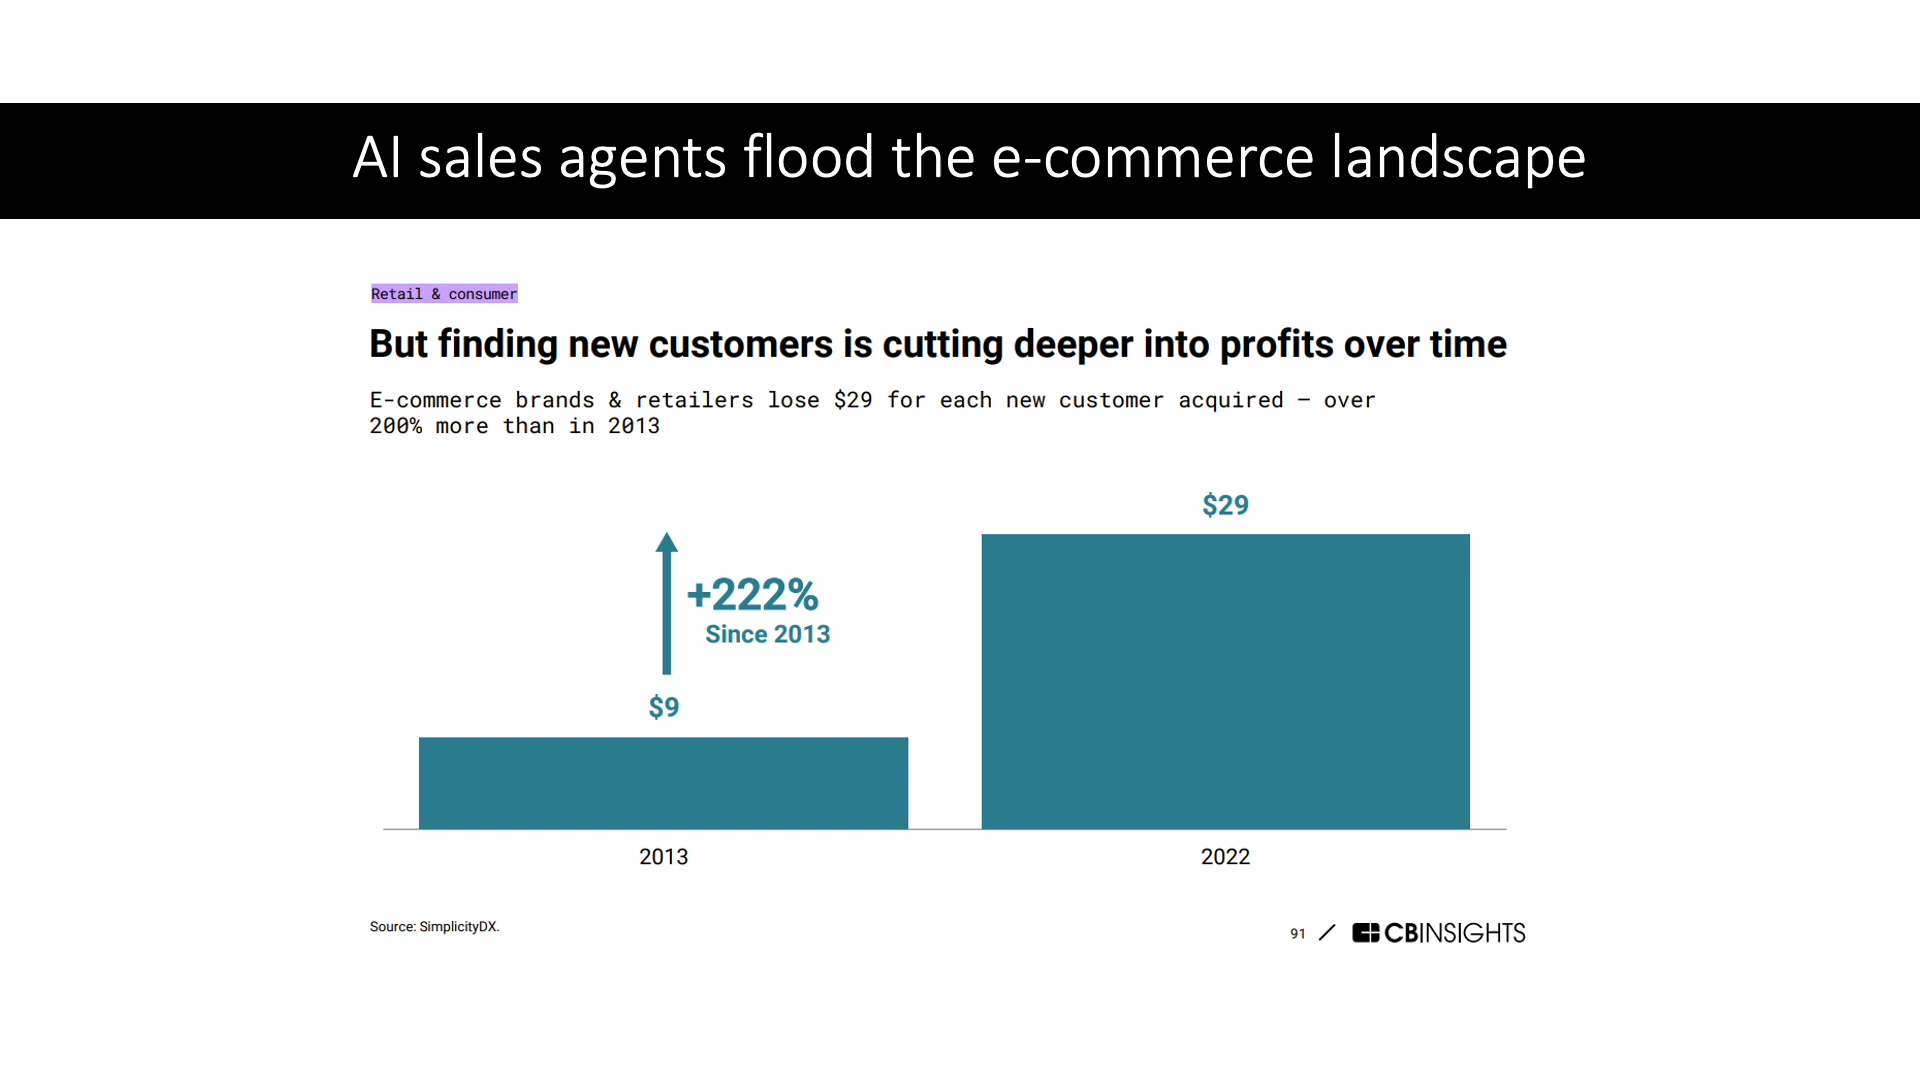 AI sales agents flood the e-commerce landscape
Retail & consumer
But finding new customers is cutting deeper into profits over time
E-commerce brands & retailers lose $29 for each new customer acquired – over
200% more than in 2013
$29
+222%
Since 2013
$9
2013
2022
Source: SimplicityDX.
91 / CBINSIGHTS